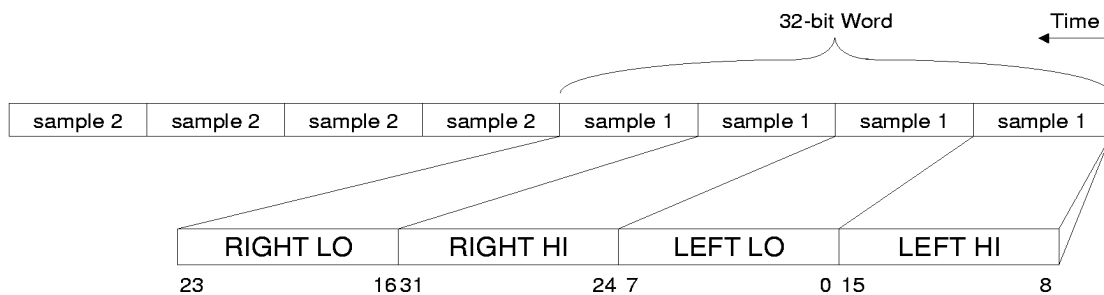 32-bit Word Time
sample 2 sample 2 sample 2 sample 2 sample 1 sample 1 sample 1 sample 1
RIGHT LO RIGHT HI LEFT LO LEFT HI
23 16 31 24 7 0 15 8